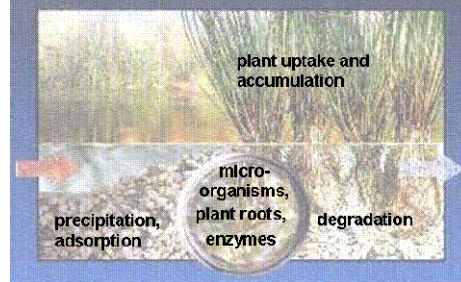 plant uptake and
accumulation
micro-
organisms,
plant roots,
enzymes
precipitation,
adsorption
degradation